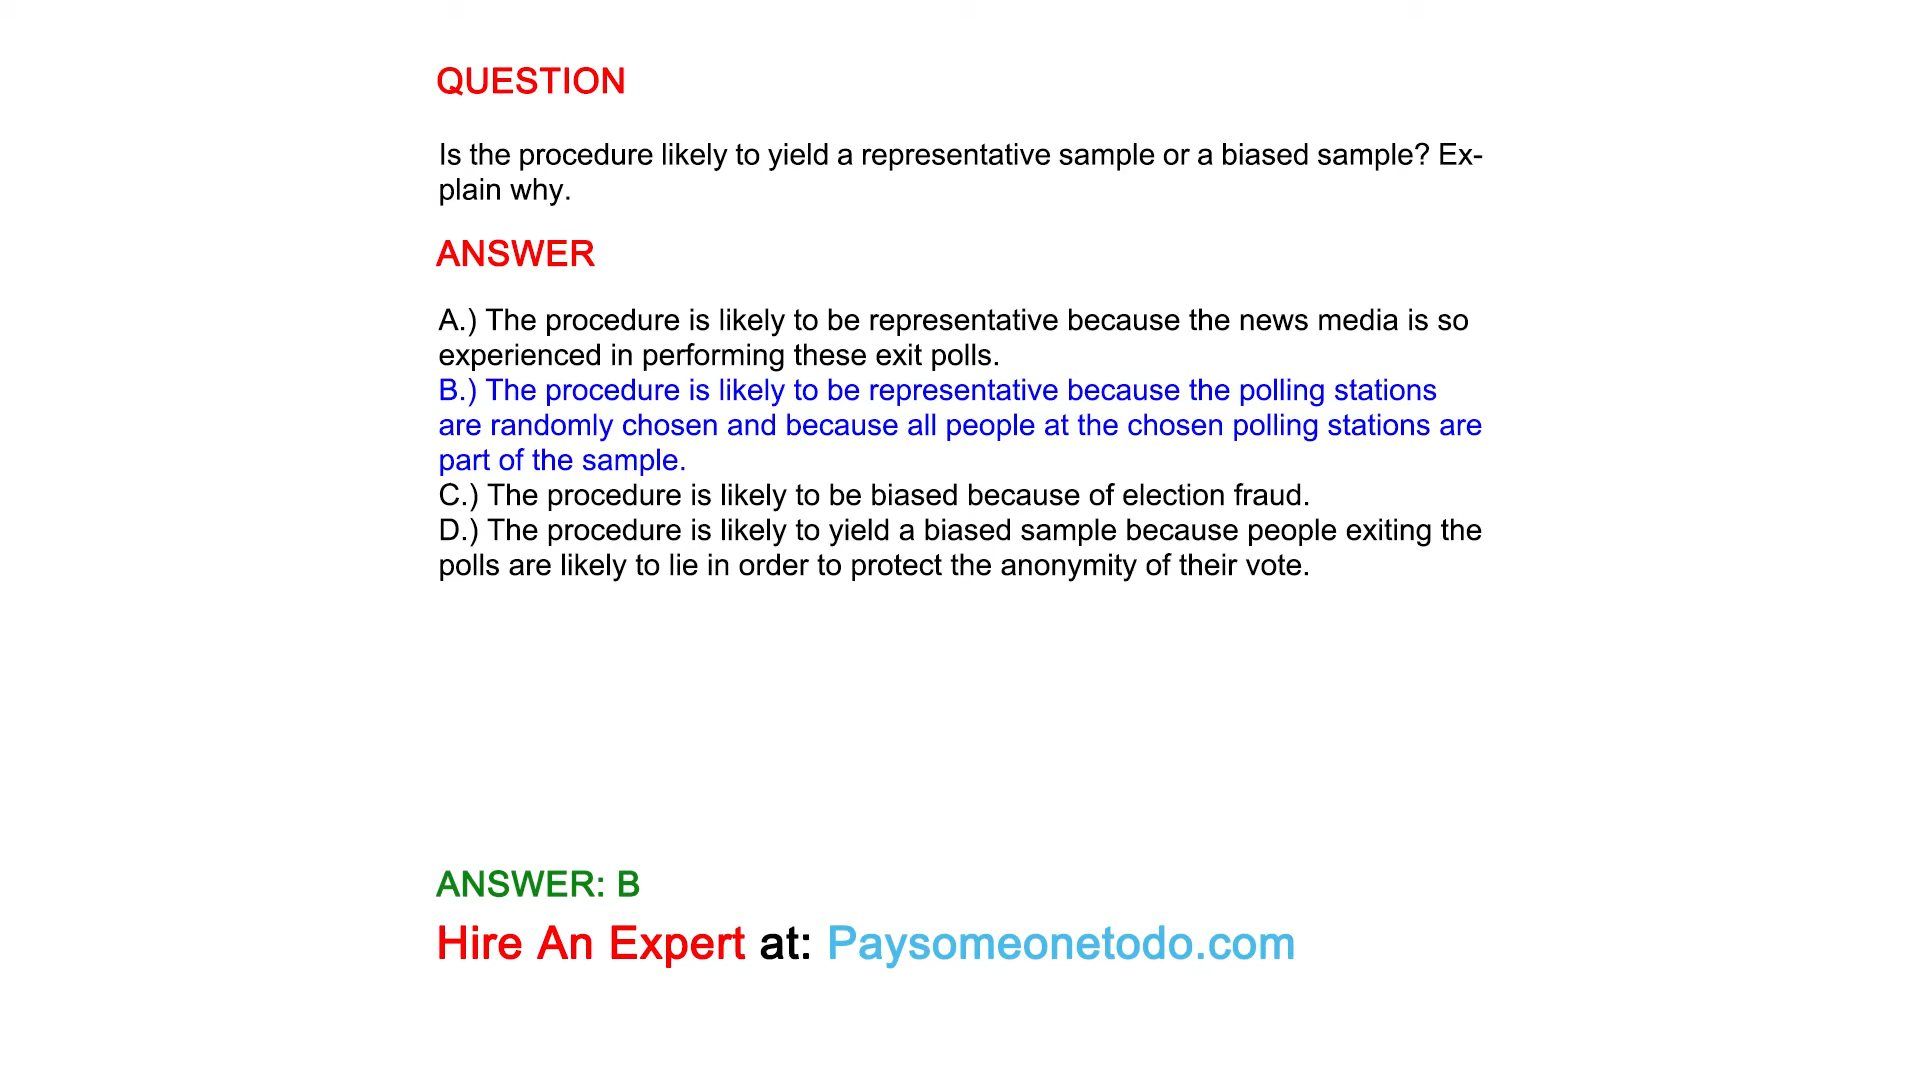 QUESTION
Is the procedure likely to yield a representative sample or a biased sample? Ex-
plain why.
ANSWER
A.) The procedure is likely to be representative because the news media is so
experienced in performing these exit polls.
B.) The procedure is likely to be representative because the polling stations
are randomly chosen and because all people at the chosen polling stations are
part of the sample.
C.) The procedure is likely to be biased because of election fraud.
D.) The procedure is likely to yield a biased sample because people exiting the
polls are likely to lie in order to protect the anonymity of their vote.
ANSWER: B
Hire An Expert at: Paysomeonetodo.com